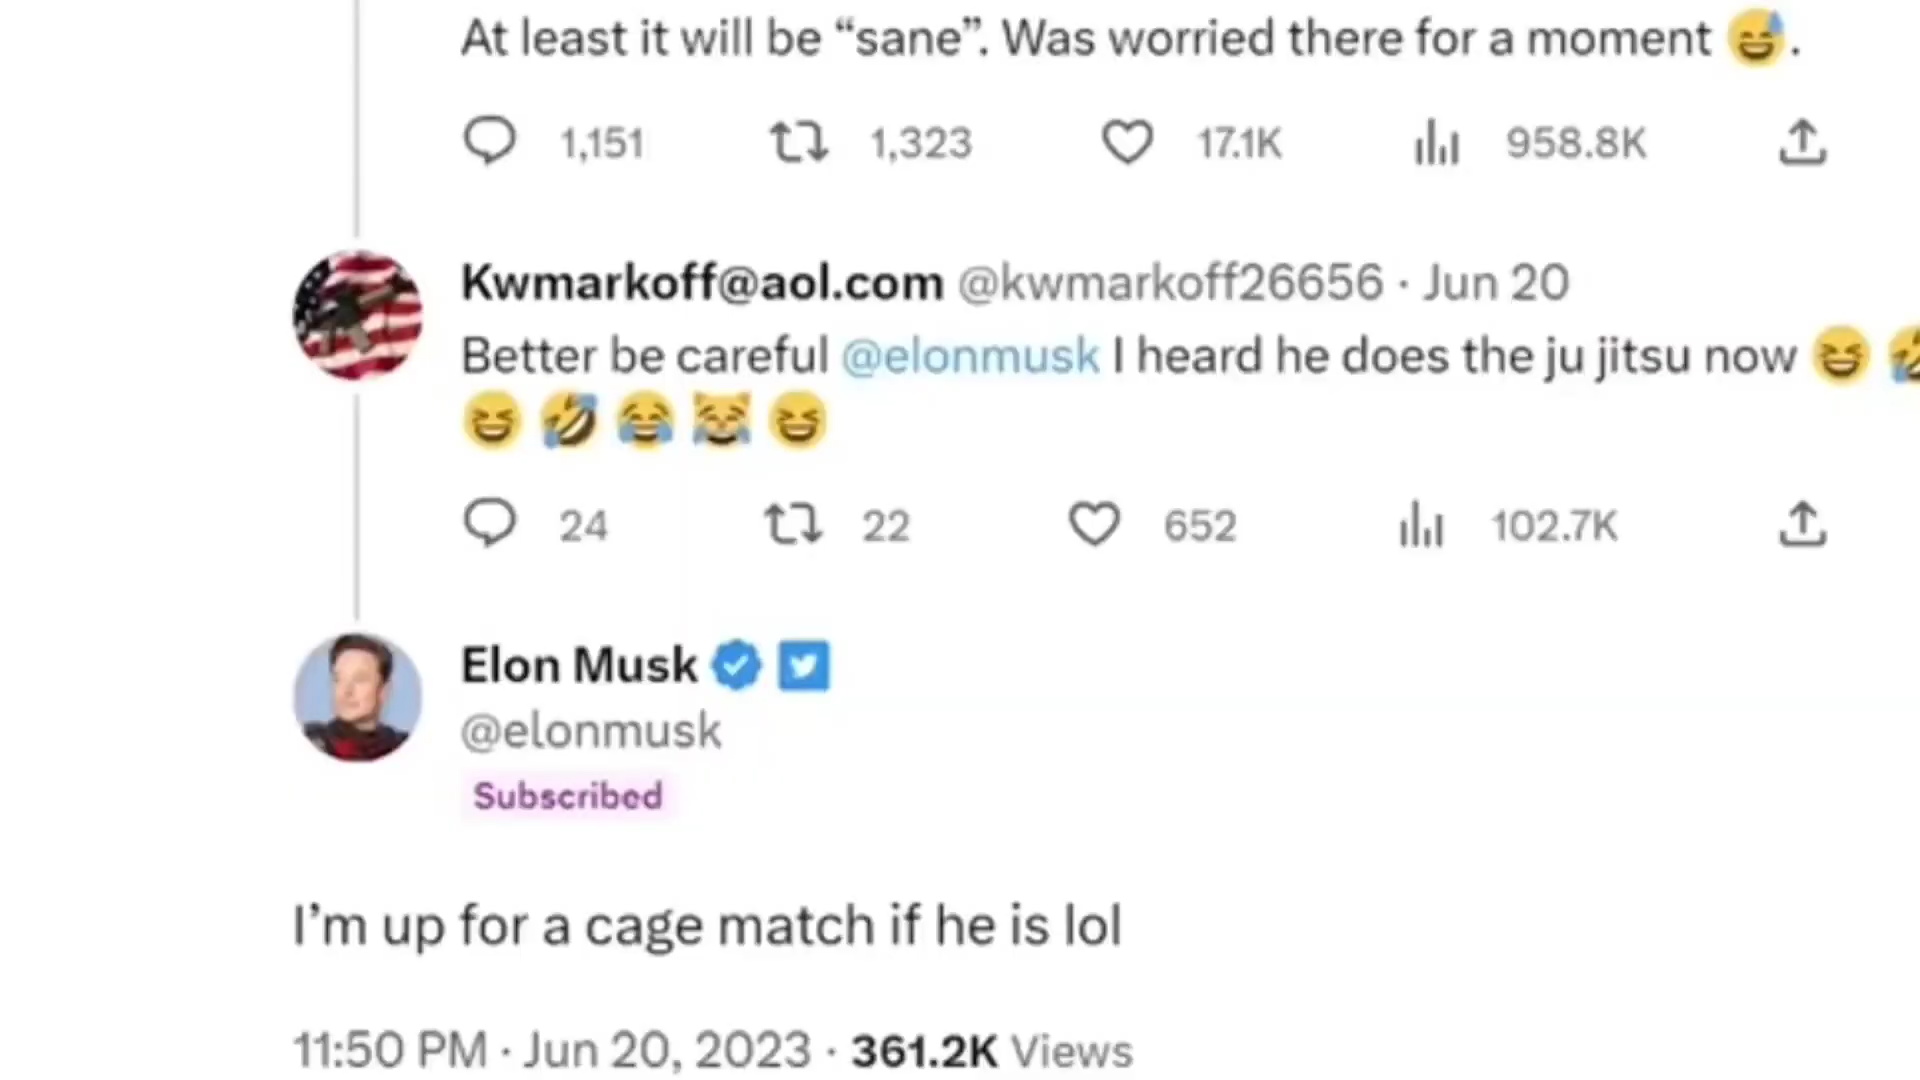 At least it will be “sane”. Was worried there for a moment 😅.
1,151 1,323 17.1K 958.8K
Kwmarkoff@aol.com @kwmarkoff26656 · Jun 20
Better be careful @elonmusk I heard he does the ju jitsu now 😆 🤣
😆 🤣 😂 😹 😆
24 22 652 102.7K
Elon Musk
@elonmusk
Subscribed
I’m up for a cage match if he is lol
11:50 PM · Jun 20, 2023 · 361.2K Views